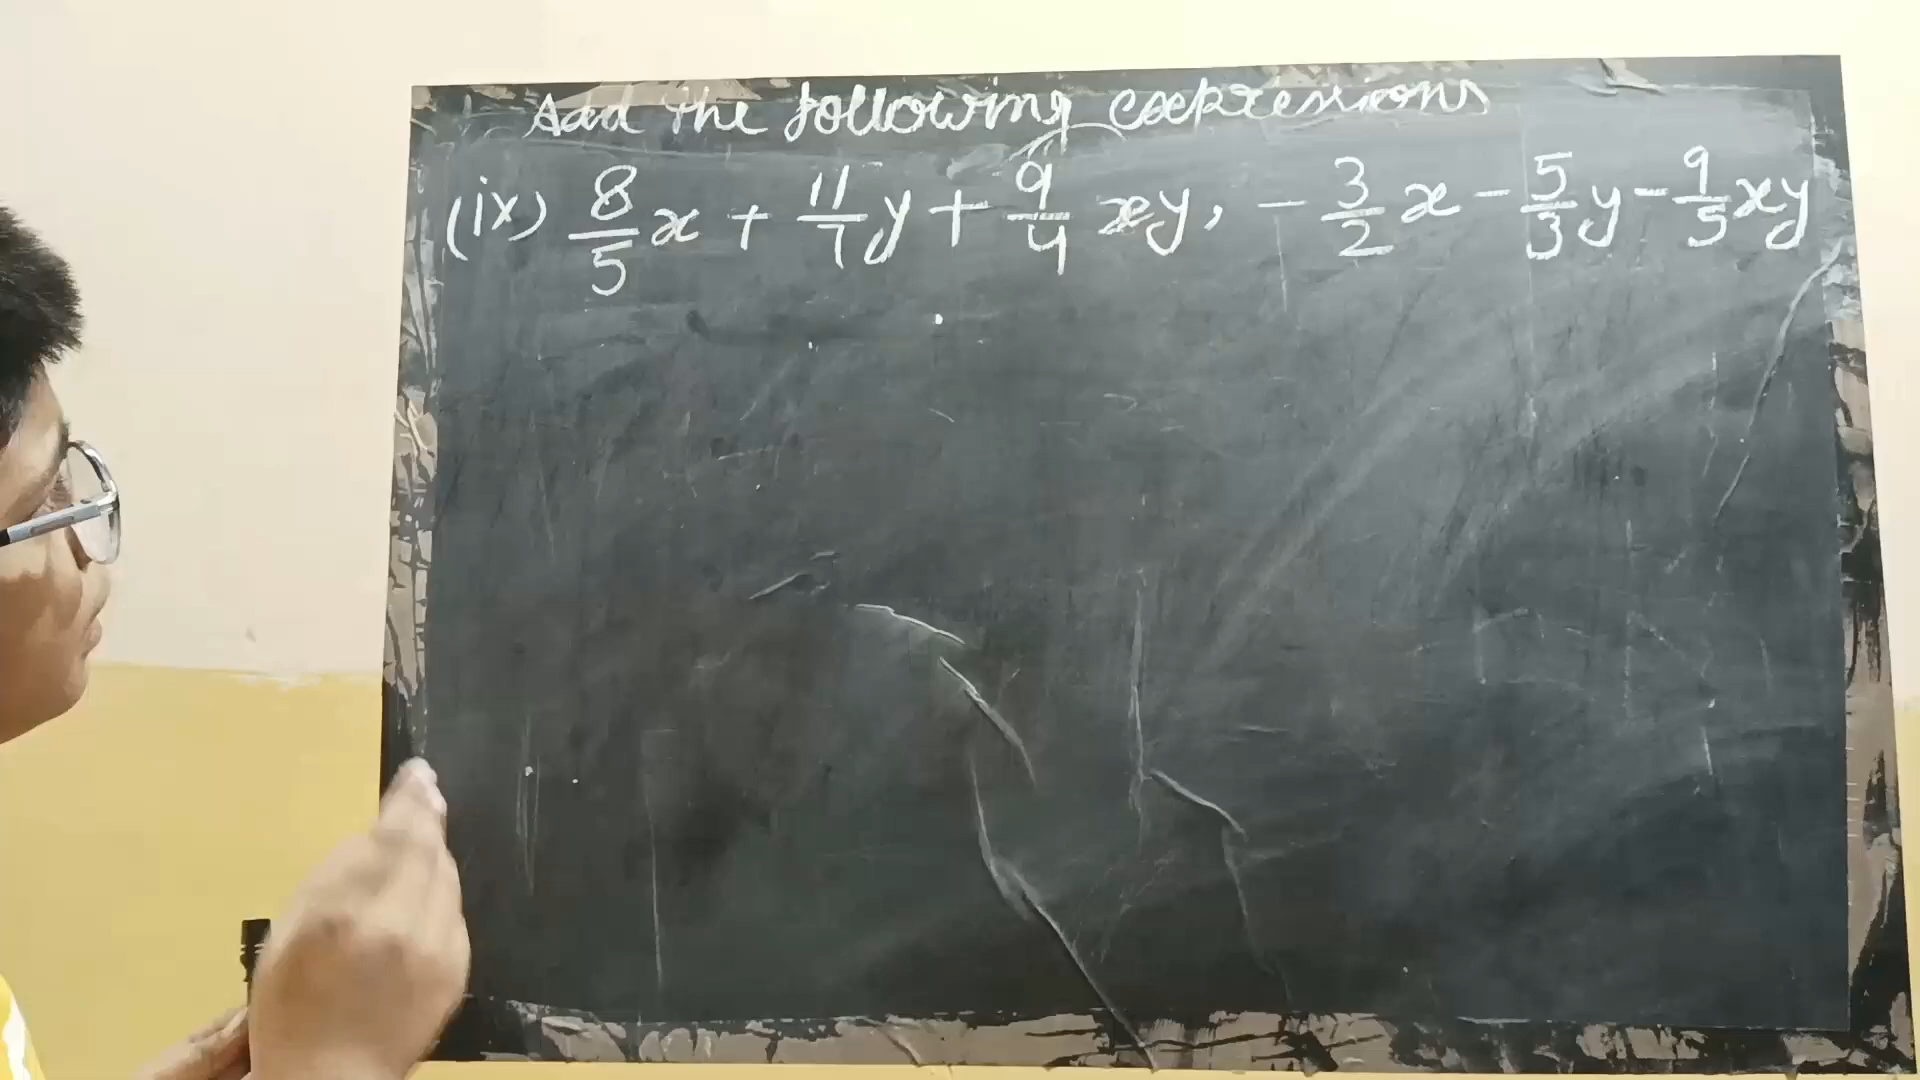 Add the following expressions
(ix) 8/5 x + 11/7 y + 9/4 xy, - 3/2 x - 5/3 y - 9/5 xy